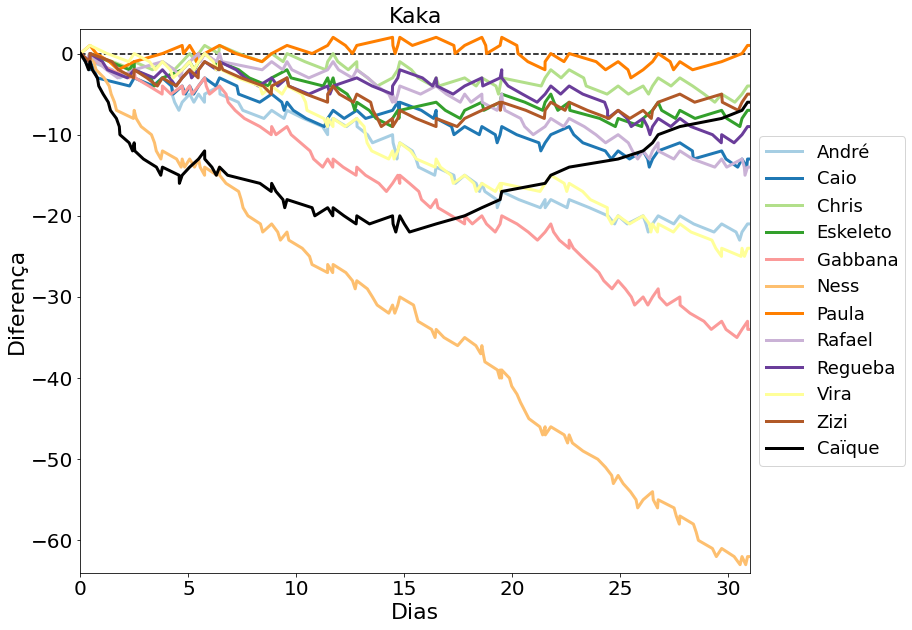 Kaka
Diferença
0
−10
−20
−30
−40
−50
−60
0 5 10 15 20 25 30
Dias
André
Caio
Chris
Eskeleto
Gabbana
Ness
Paula
Rafael
Regueba
Vira
Zizi
Caïque